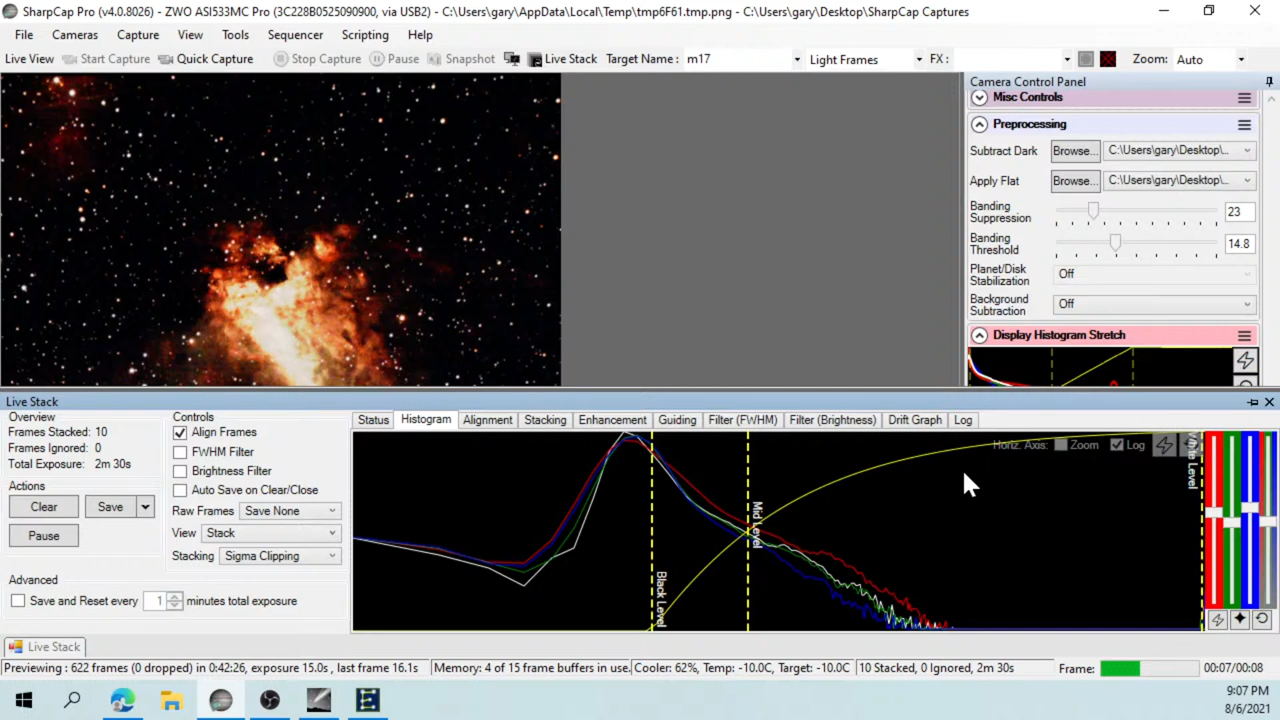 SharpCap Pro (v4.0.8026) - ZWO ASI533MC Pro (3C228B0525090900, via USB2) - C:\Users\gary\AppData\Local\Temp\tmp6F61.tmp.png - C:\Users\gary\Desktop\SharpCap Captures
File Cameras Capture View Tools Sequencer Scripting Help
Live View Start Capture Quick Capture Stop Capture Pause Snapshot Live Stack Target Name : m17 Light Frames FX : Zoom: Auto
Camera Control Panel
Misc Controls
Preprocessing
Subtract Dark Browse... C:\Users\gary\Desktop\...
Apply Flat Browse... C:\Users\gary\Desktop\...
Banding Suppression 23
Banding Threshold 14.8
Planet/Disk Stabilization Off
Background Subtraction Off
Display Histogram Stretch
Live Stack
Overview
Frames Stacked: 10
Frames Ignored: 0
Total Exposure: 2m 30s
Actions
Clear Save
Pause
Controls
Align Frames
FWHM Filter
Brightness Filter
Auto Save on Clear/Close
Raw Frames Save None
View Stack
Stacking Sigma Clipping
Advanced
Save and Reset every 1 minutes total exposure
Status Histogram Alignment Stacking Enhancement Guiding Filter (FWHM) Filter (Brightness) Drift Graph Log
Horiz. Axis: Zoom Log
Black Level
Mid Level
White Level
Live Stack
Previewing : 622 frames (0 dropped) in 0:42:26, exposure 15.0s, last frame 16.1s Memory: 4 of 15 frame buffers in use. Cooler: 62%, Temp: -10.0C, Target: -10.0C 10 Stacked, 0 Ignored, 2m 30s Frame: 00:07/00:08
9:07 PM
8/6/2021